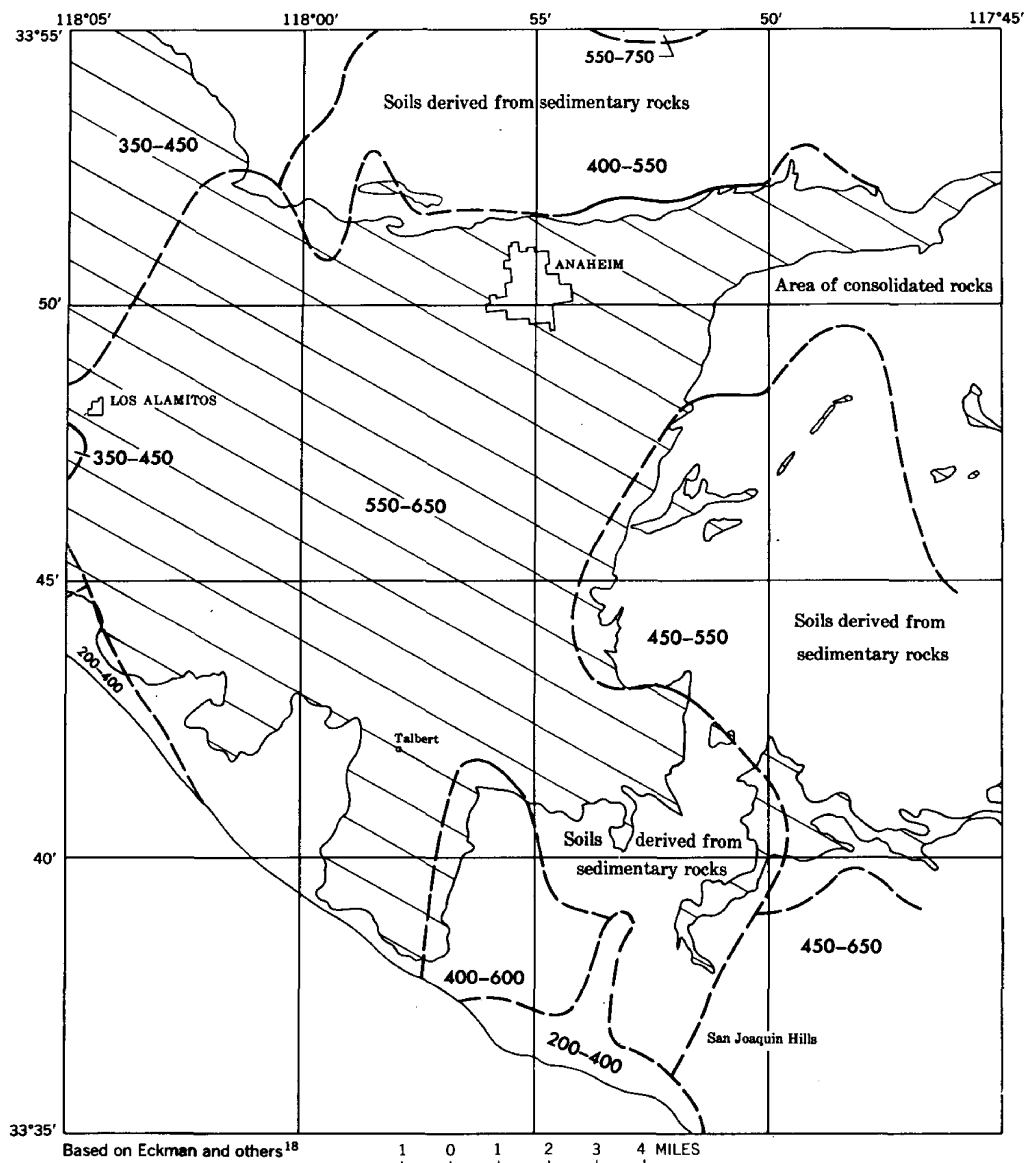 118°05'
118°00'
55'
50'
117°45'
33°55'
550–750
Soils derived from sedimentary rocks
350–450
400–550
ANAHEIM
Area of consolidated rocks
50'
LOS ALAMITOS
350–450
550–650
45'
450–550
Soils derived from
sedimentary rocks
200–400
Talbert
Soils derived from
sedimentary rocks
40'
450–650
400–600
San Joaquin Hills
200–400
33°35'
Based on Eckman and others18
1 0 1 2 3 4 MILES